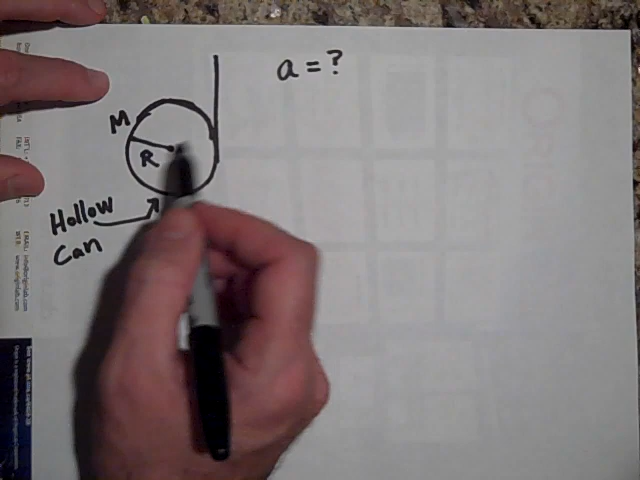 a = ?
M
R
Hollow
Can